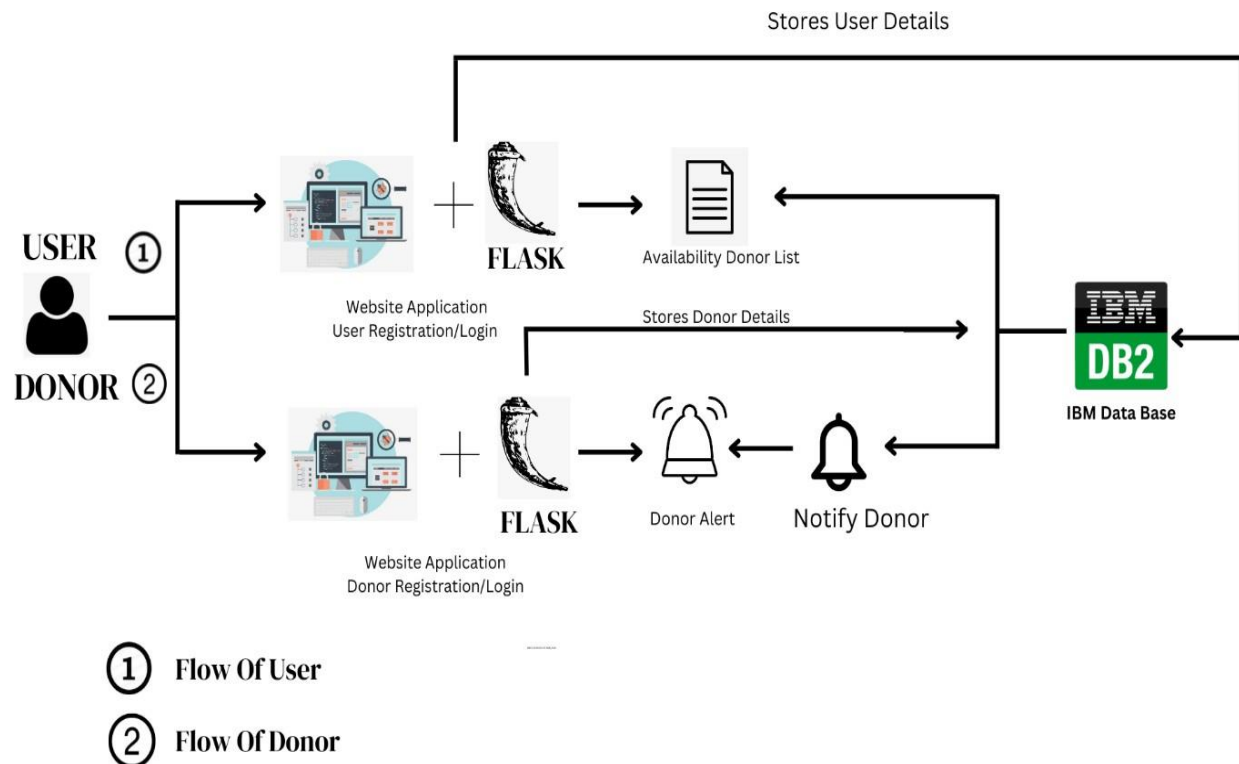 Stores User Details
USER
1
DONOR
2
FLASK
Website Application
User Registration/Login
Availability Donor List
Stores Donor Details
IBM
DB2
IBM Data Base
FLASK
Website Application
Donor Registration/Login
Donor Alert
Notify Donor
1 Flow Of User
2 Flow Of Donor